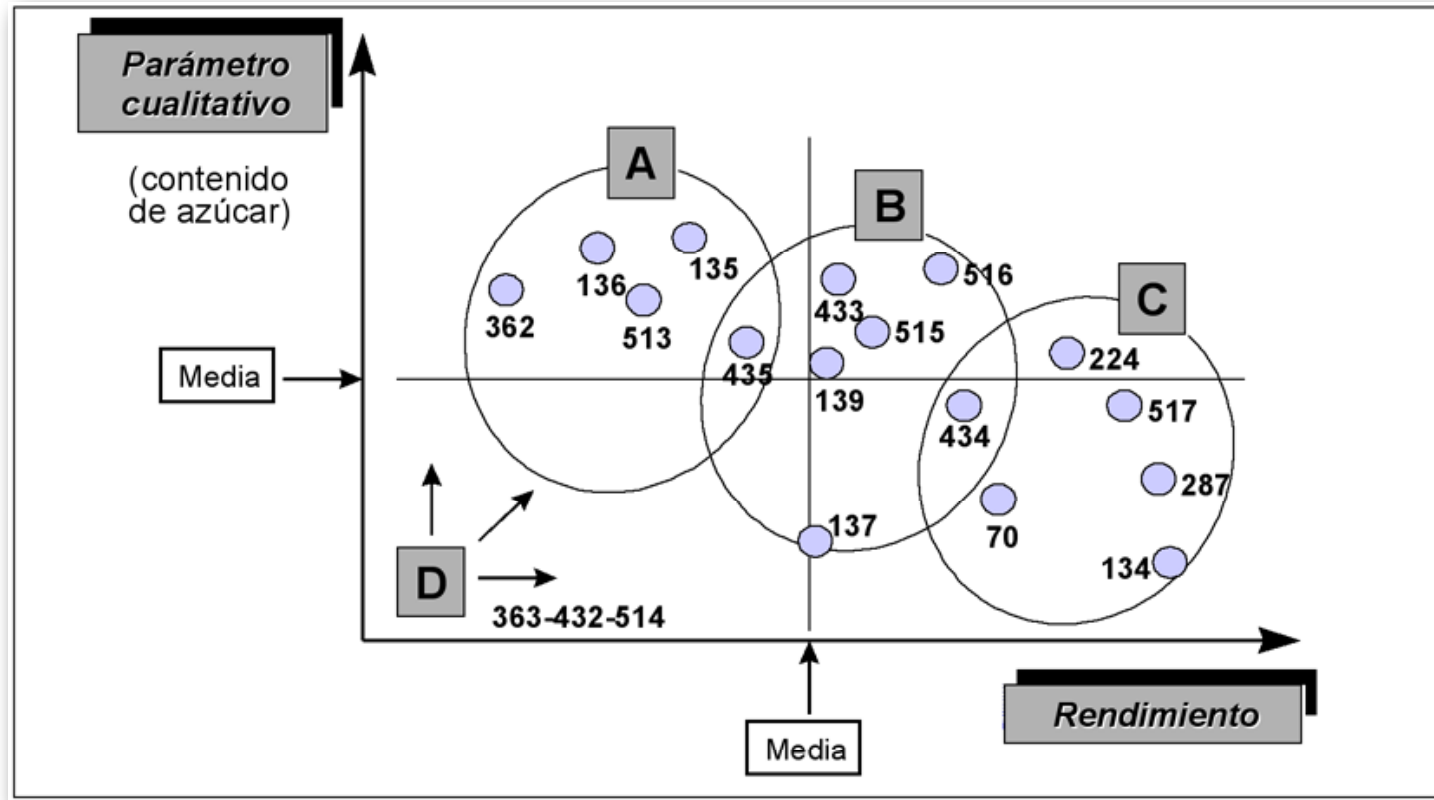 Parámetro
cualitativo
(contenido
de azúcar)
A
B
C
136
135
362
513
435
433
516
515
139
224
517
434
287
70
134
137
Media
D
363-432-514
Rendimiento
Media